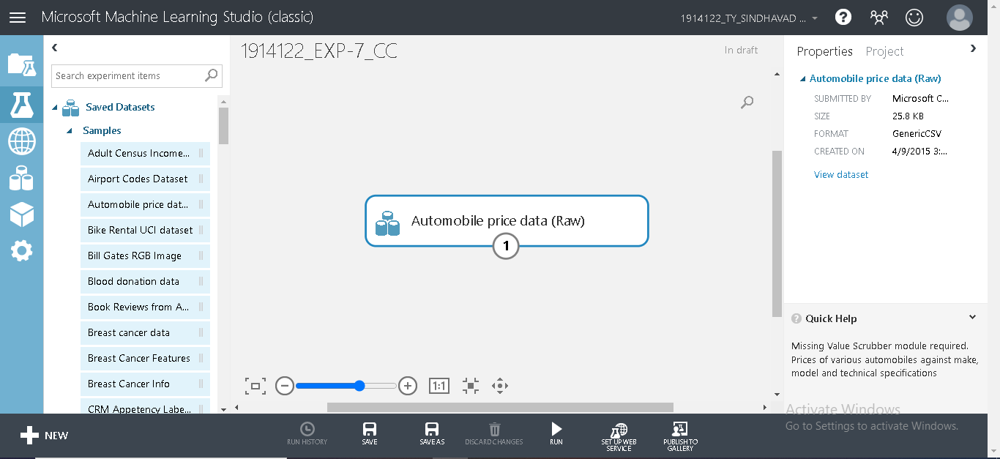 Microsoft Machine Learning Studio (classic)
1914122_TY_SINDHAVAD ...
?
Search experiment items
Saved Datasets
Samples
Adult Census Income...
Airport Codes Dataset
Automobile price dat...
Bike Rental UCI dataset
Bill Gates RGB Image
Blood donation data
Book Reviews from A...
Breast cancer data
Breast Cancer Features
Breast Cancer Info
CRM Appetency Labe...
1914122_EXP-7_CC
In draft
Automobile price data (Raw)
1
1:1
Properties
Project
Automobile price data (Raw)
SUBMITTED BY Microsoft C...
SIZE 25.8 KB
FORMAT GenericCSV
CREATED ON 4/9/2015 3:...
View dataset
? Quick Help
Missing Value Scrubber module required.
Prices of various automobiles against make,
model and technical specifications
Activate Windows
Go to Settings to activate Windows.
NEW
RUN HISTORY
SAVE
SAVE AS
DISCARD CHANGES
RUN
SET UP WEB
SERVICE
PUBLISH TO
GALLERY